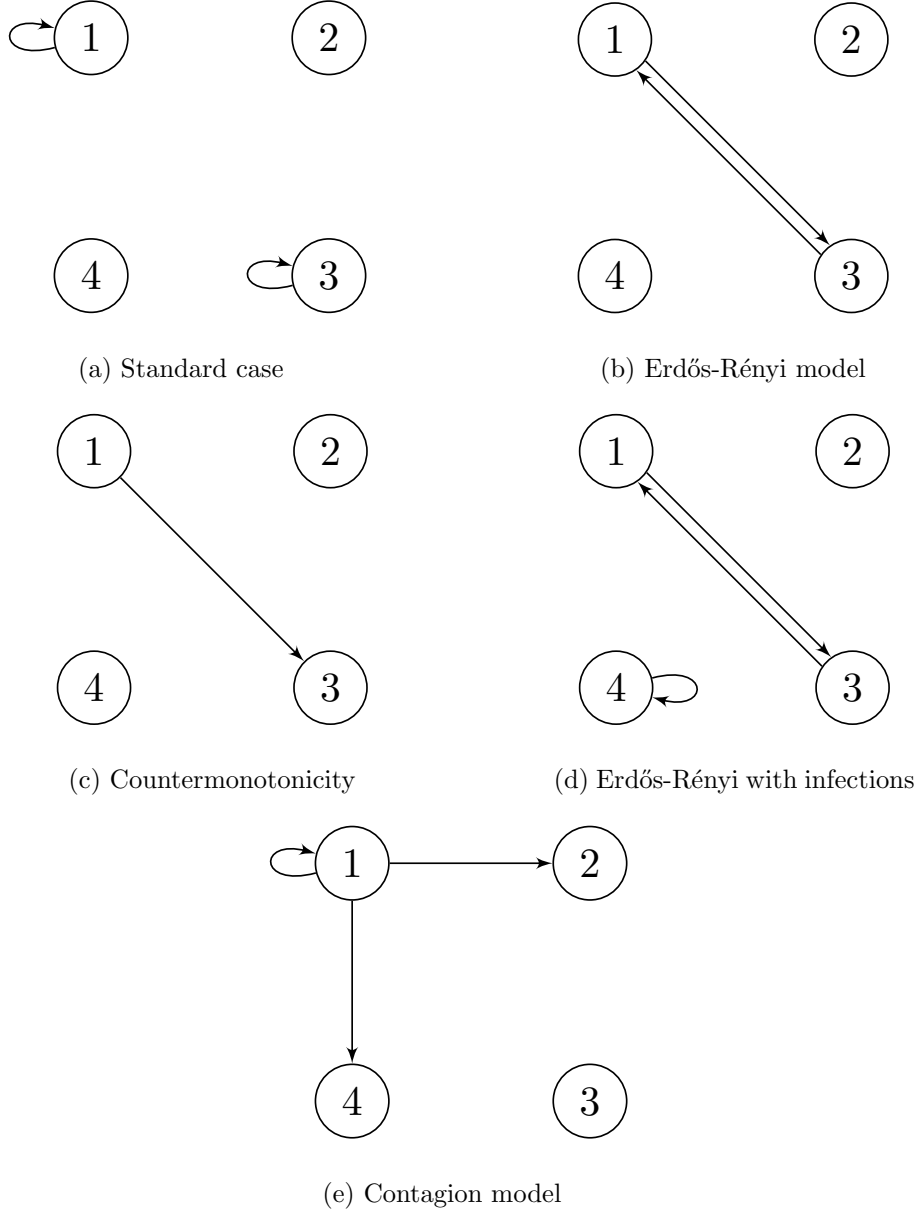 1 2 1 2
4 3 4 3
(a) Standard case (b) Erdős-Rényi model
1 2 1 2
4 3 4 3
(c) Countermonotonicity (d) Erdős-Rényi with infections
1 2
4 3
(e) Contagion model